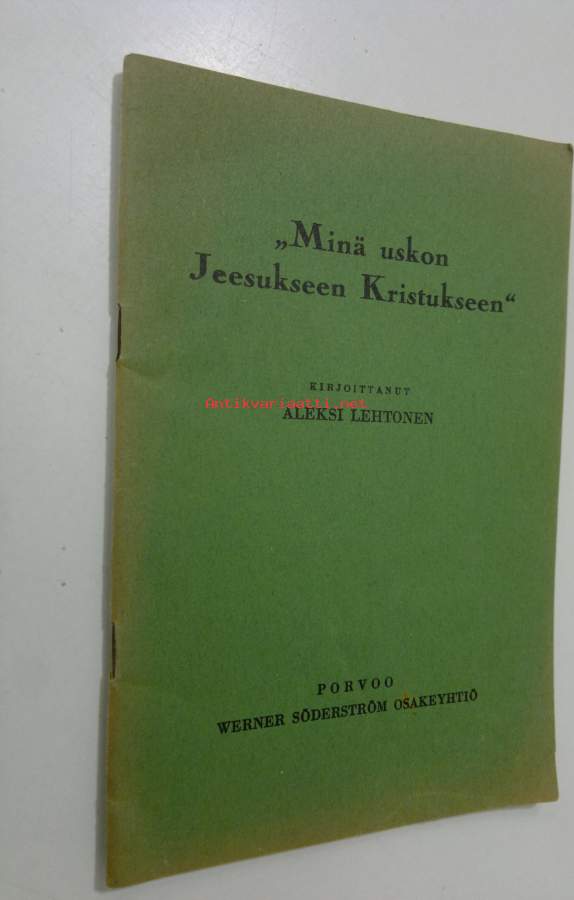 „Minä uskon
Jeesukseen Kristukseen“
KIRJOITTANUT
Antikvariaatti.net
ALEKSI LEHTONEN
PORVOO
WERNER SÖDERSTRÖM OSAKEYHTIÖ